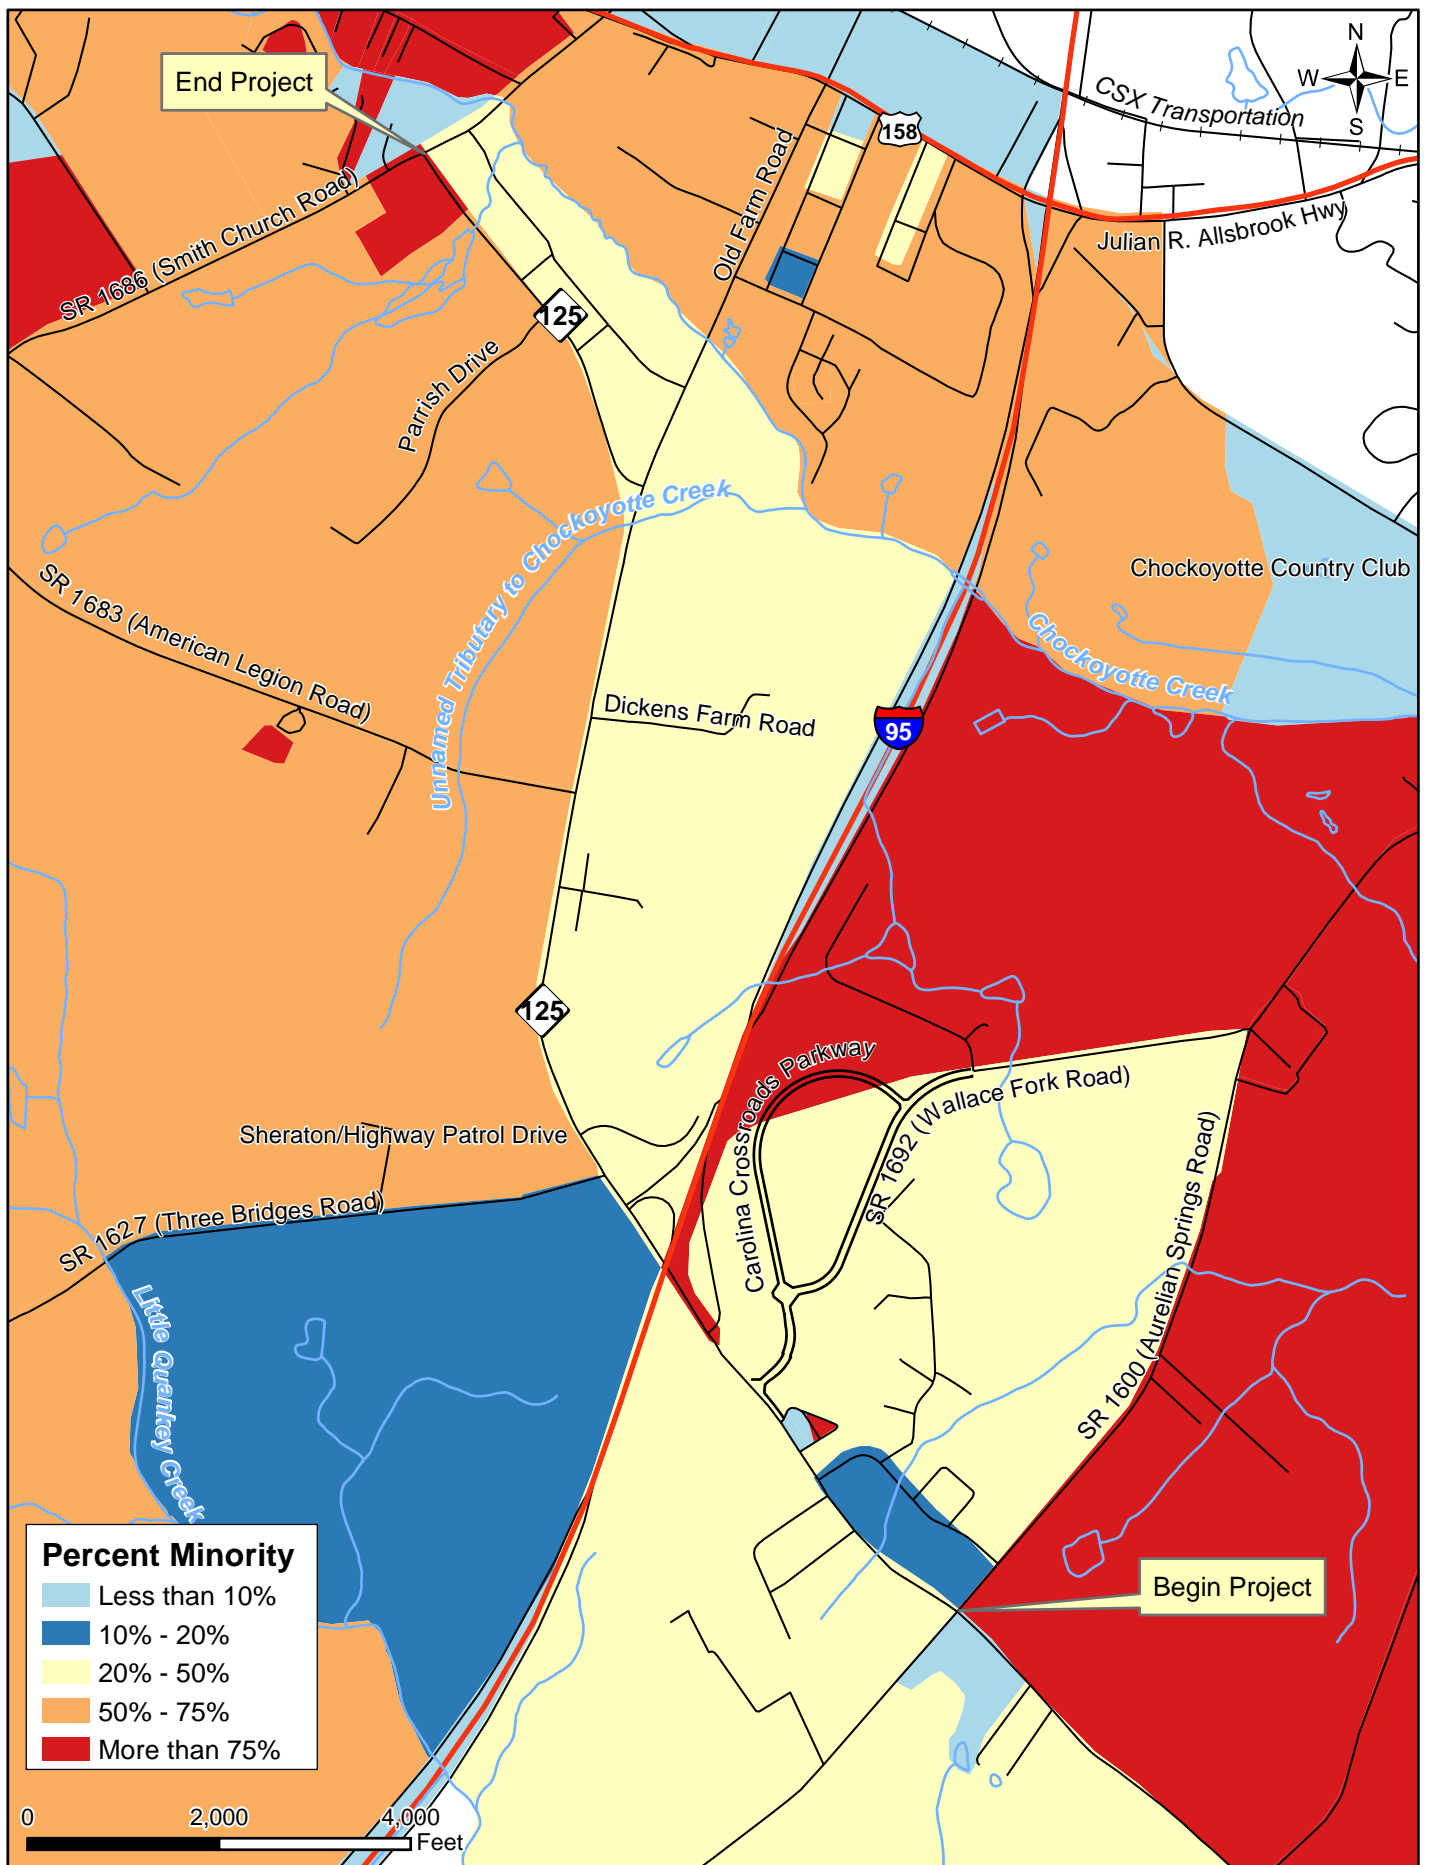 N
W E
S
End Project
CSX Transportation
158
Julian R. Allsbrook Hwy
Old Farm Road
SR 1686 (Smith Church Road)
125
Parrish Drive
Unnamed Tributary to Chockoyotte Creek
Chockoyotte Country Club
SR 1683 (American Legion Road)
Chockoyotte Creek
Dickens Farm Road
95
125
Carolina Crossroads Parkway
SR 1692 (Wallace Fork Road)
Sheraton/Highway Patrol Drive
SR 1627 (Three Bridges Road)
SR 1600 (Aurelian Springs Road)
Little Quankey Creek
Begin Project
Percent Minority
Less than 10%
10% - 20%
20% - 50%
50% - 75%
More than 75%
0 2,000 4,000
Feet